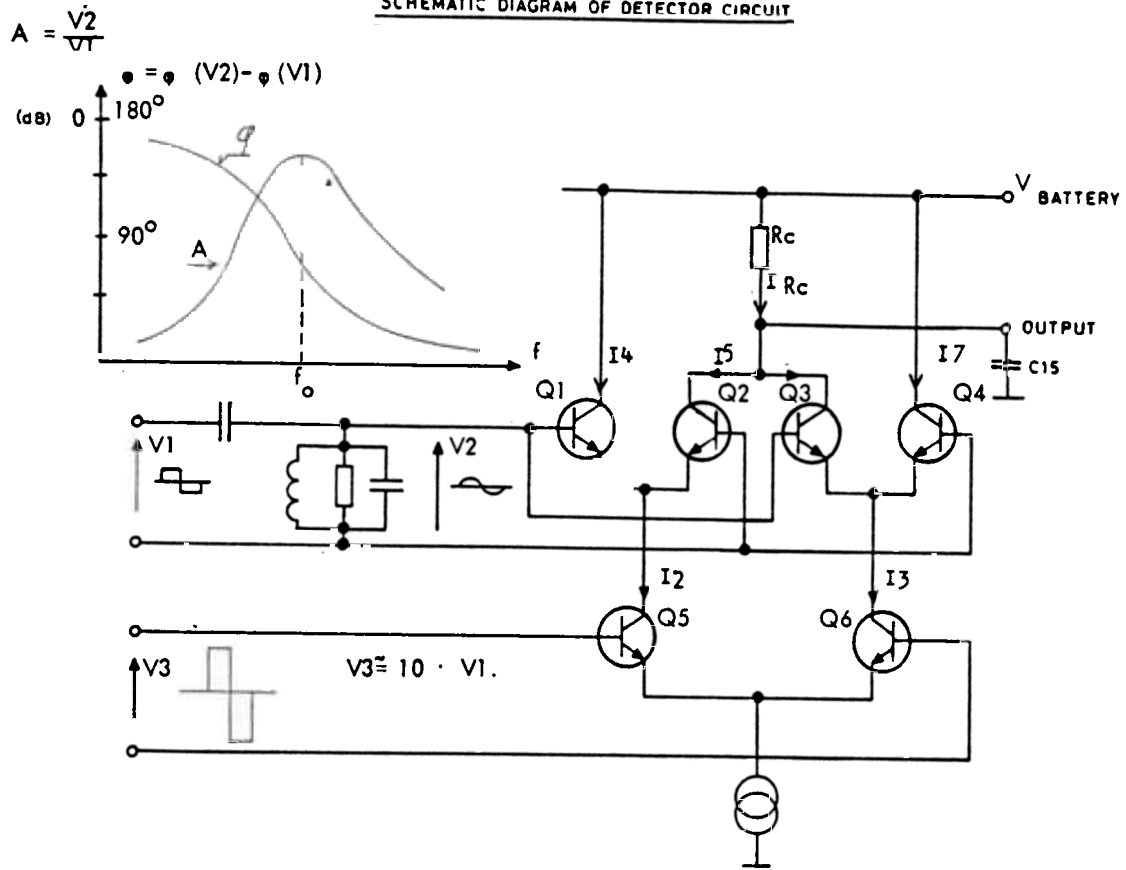 SCHEMATIC DIAGRAM OF DETECTOR CIRCUIT
A = V2/V1
φ = φ (V2) - φ (V1)
(dB) 0 180°
φ
90°
A
f
fo
V BATTERY
Rc
I Rc
OUTPUT
C15
I4
I5
I7
Q1
Q2
Q3
Q4
V1
V2
I2
I3
Q5
Q6
V3
V3≅ 10 · V1.